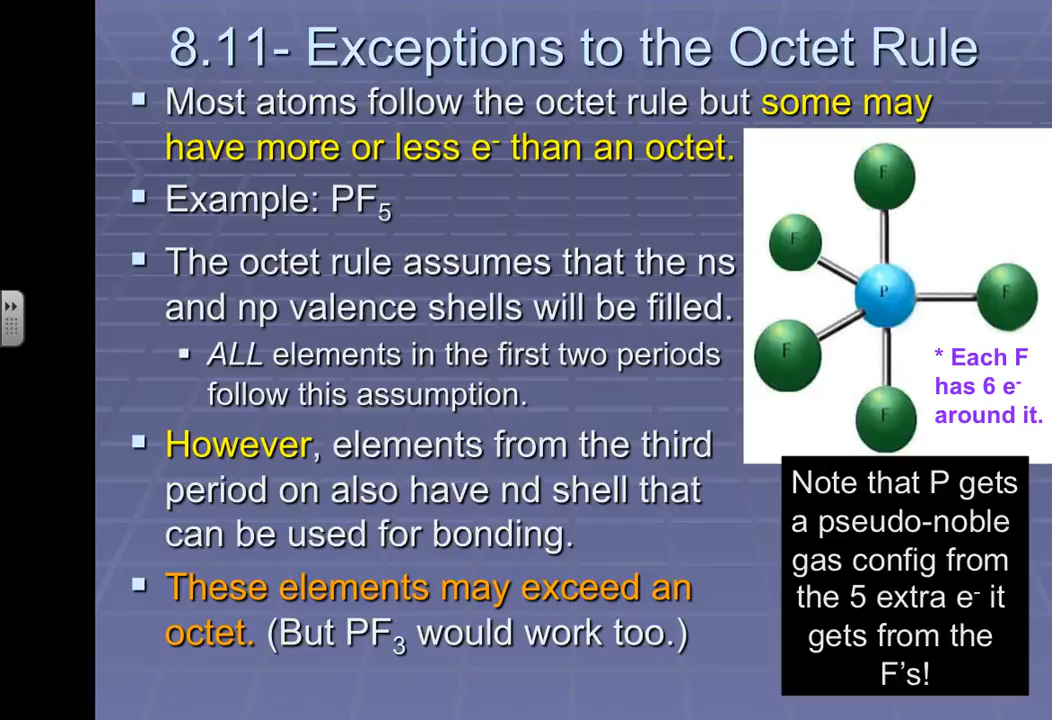 8.11- Exceptions to the Octet Rule
Most atoms follow the octet rule but some may
have more or less e⁻ than an octet.
Example: PF₅
The octet rule assumes that the ns
and np valence shells will be filled.
ALL elements in the first two periods
follow this assumption.
However, elements from the third
period on also have nd shell that
can be used for bonding.
These elements may exceed an
octet. (But PF₃ would work too.)
F
F
P
F
F
F
* Each F
has 6 e⁻
around it.
Note that P gets
a pseudo-noble
gas config from
the 5 extra e⁻ it
gets from the
F's!